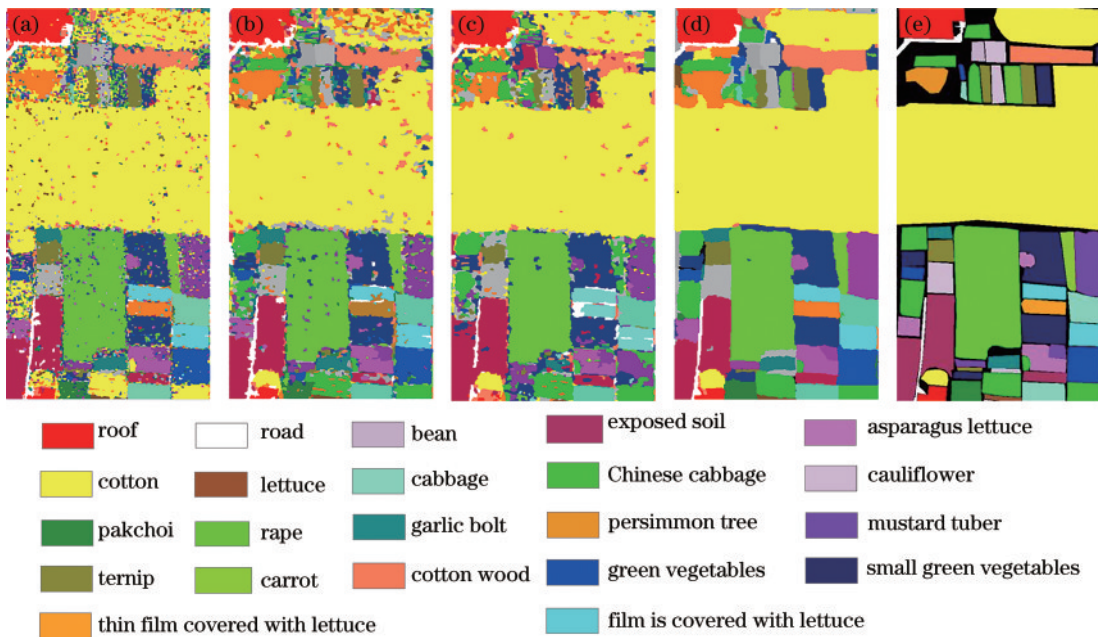 (a) (b) (c) (d) (e)
roof road bean exposed soil asparagus lettuce
cotton lettuce cabbage Chinese cabbage cauliflower
pakchoi rape garlic bolt persimmon tree mustard tuber
ternip carrot cotton wood green vegetables small green vegetables
thin film covered with lettuce film is covered with lettuce